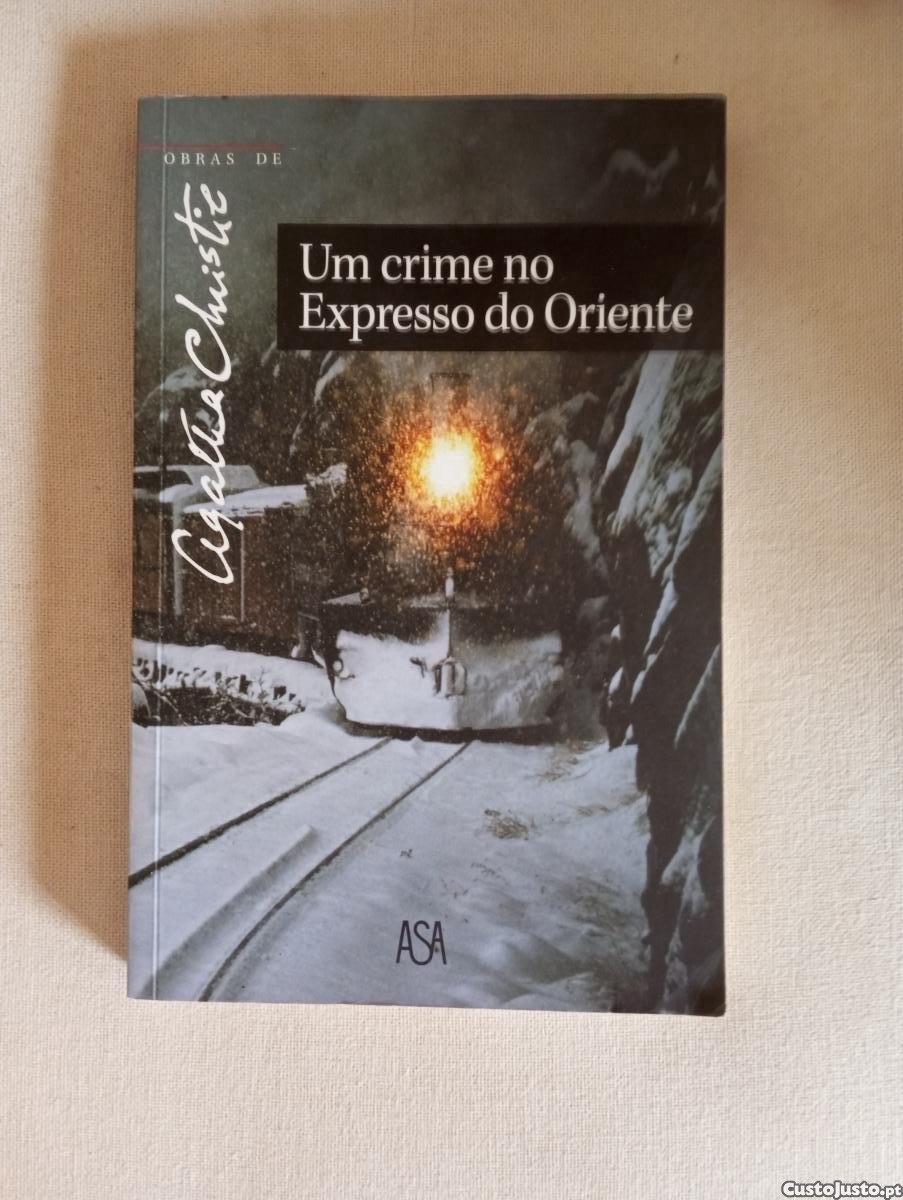 OBRAS DE
Agatha Christie
Um crime no
Expresso do Oriente
ASA
CustoJusto.pt